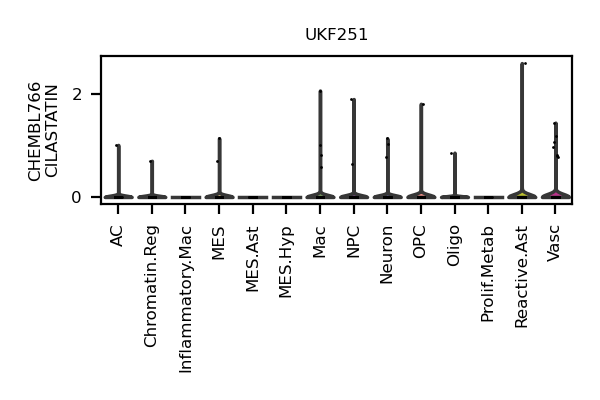 UKF251
CHEMBL766
CILASTATIN
2
0
AC
Chromatin.Reg
Inflammatory.Mac
MES
MES.Ast
MES.Hyp
Mac
NPC
Neuron
OPC
Oligo
Prolif.Metab
Reactive.Ast
Vasc